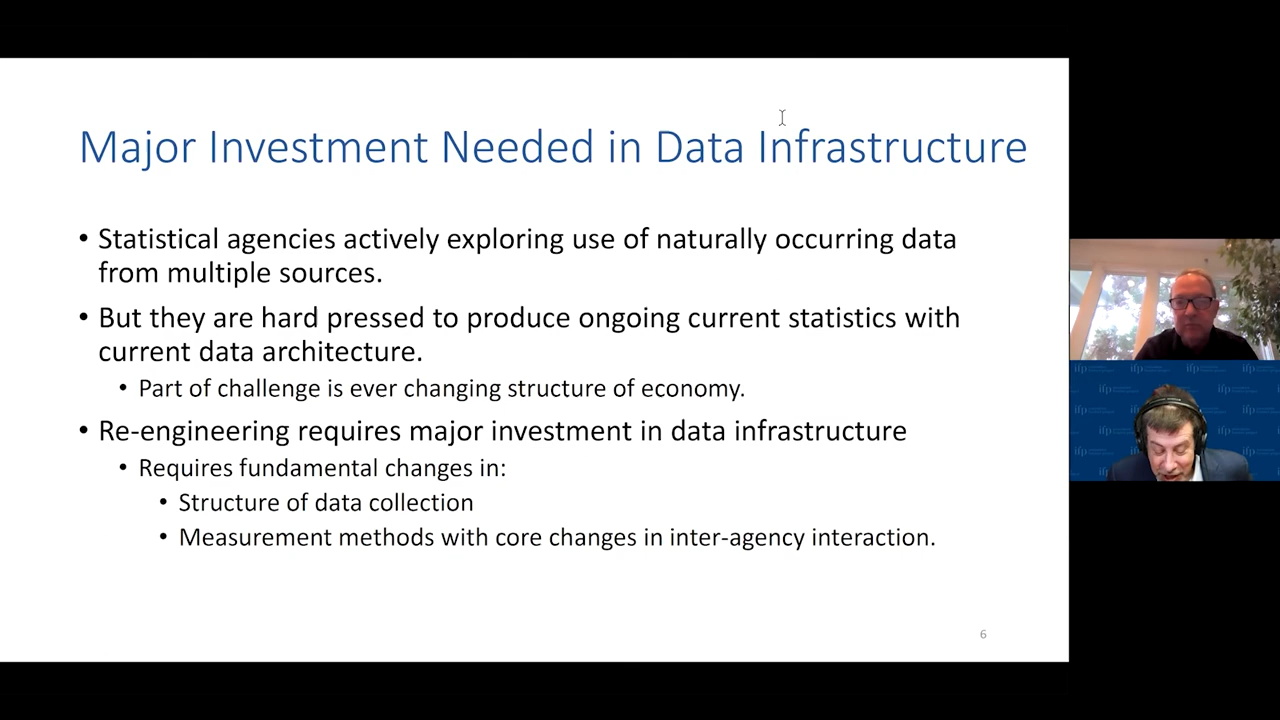 Major Investment Needed in Data Infrastructure
• Statistical agencies actively exploring use of naturally occurring data
from multiple sources.
• But they are hard pressed to produce ongoing current statistics with
current data architecture.
• Part of challenge is ever changing structure of economy.
• Re-engineering requires major investment in data infrastructure
• Requires fundamental changes in:
• Structure of data collection
• Measurement methods with core changes in inter-agency interaction.
6
ifp